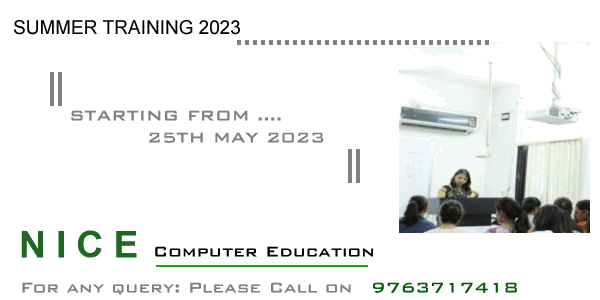 SUMMER TRAINING 2023
STARTING FROM ....
25TH MAY 2023
NICE Computer Education
For any query: Please Call on 9763717418